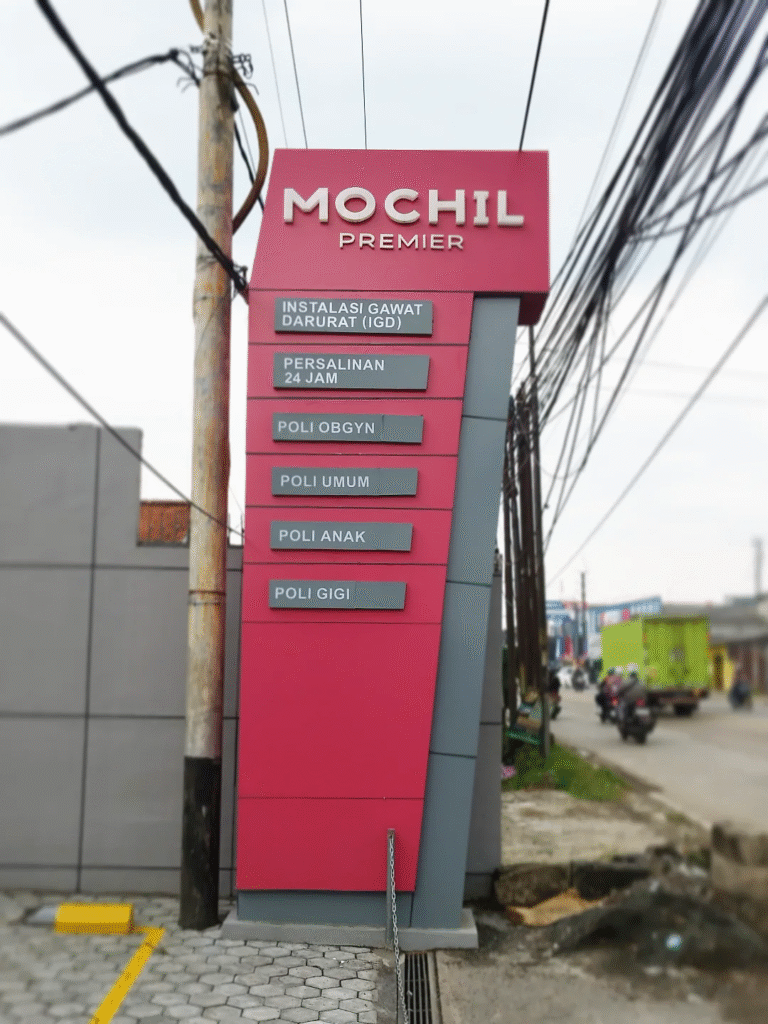 MOCHIL
PREMIER
INSTALASI GAWAT
DARURAT (IGD)
PERSALINAN
24 JAM
POLI OBGYN
POLI UMUM
POLI ANAK
POLI GIGI